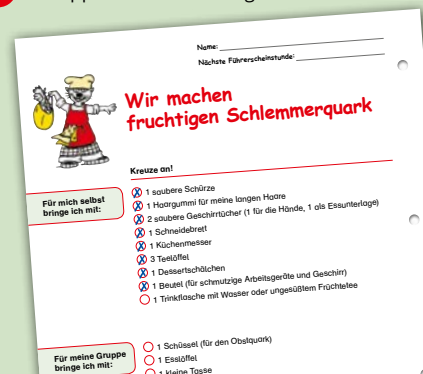 Name:
Nächste Führerscheinstunde:
Wir machen
fruchtigen Schlemmerquark
Kreuze an!
Für mich selbst
bringe ich mit:
1 saubere Schürze
1 Haargummi für meine langen Haare
2 saubere Geschirrtücher (1 für die Hände, 1 als Essunterlage)
1 Schneidebrett
1 Küchenmesser
3 Teelöffel
1 Dessertschälchen
1 Beutel (für schmutzige Arbeitsgeräte und Geschirr)
1 Trinkflasche mit Wasser oder ungesüßtem Früchtetee
Für meine Gruppe
bringe ich mit:
1 Schüssel (für den Obstquark)
1 Esslöffel
1 kleine Tasse